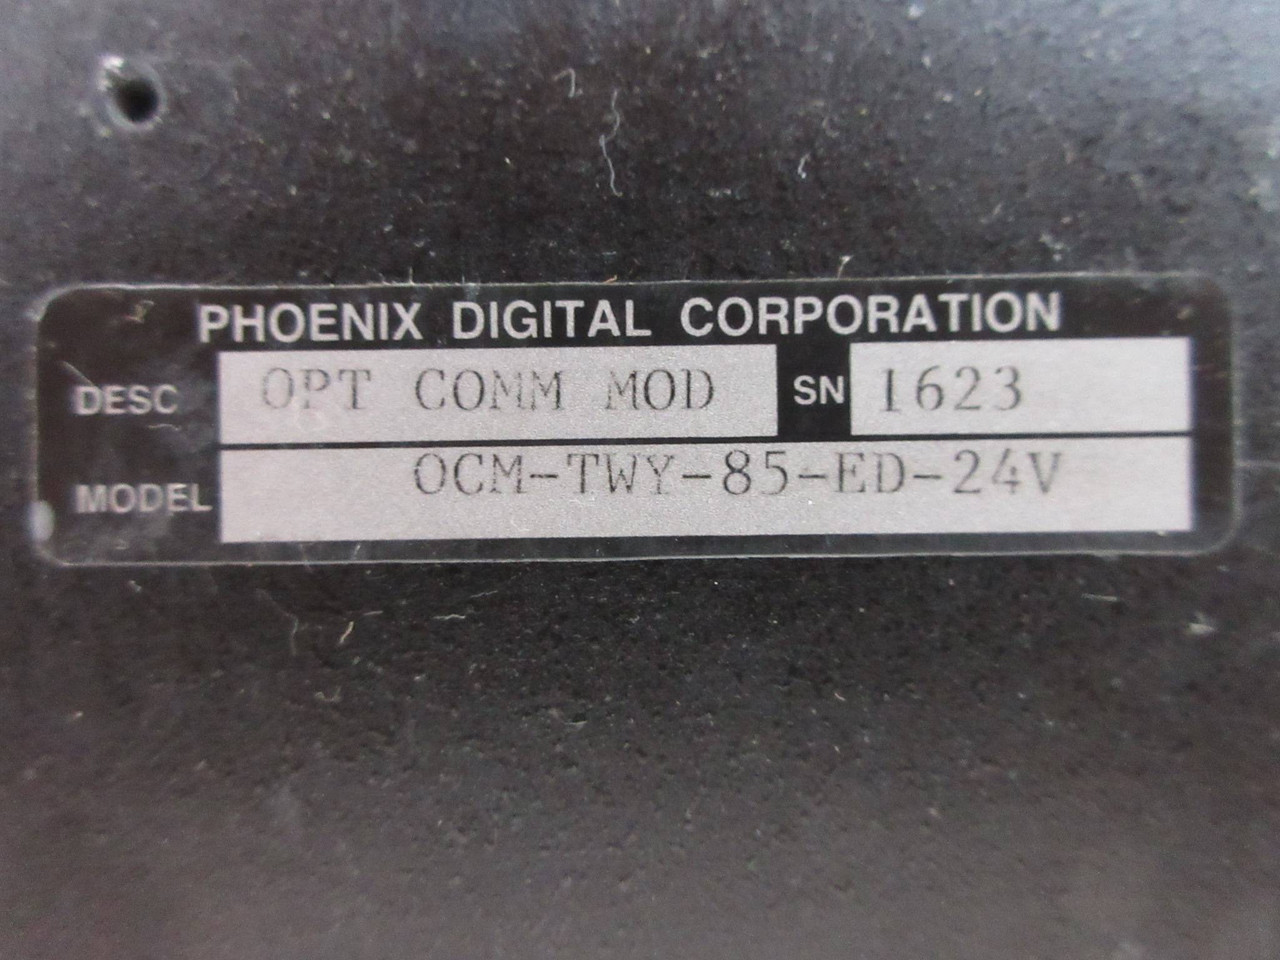 PHOENIX DIGITAL CORPORATION
DESC OPT COMM MOD SN 1623
MODEL OCM-TWY-85-ED-24V